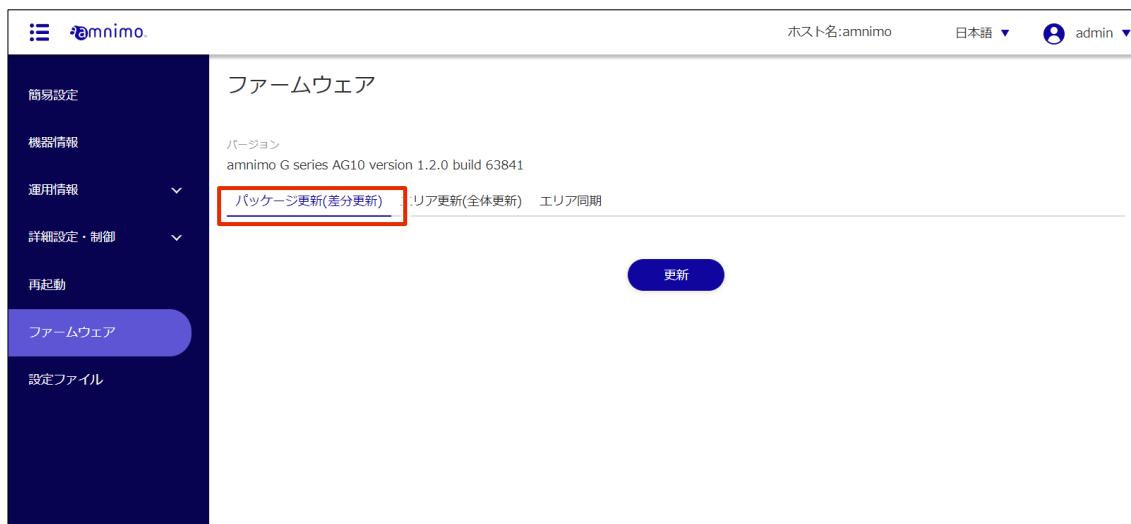 amnimo.
ホスト名:amnimo
日本語 ▼
admin ▼
簡易設定
機器情報
運用情報
詳細設定・制御
再起動
ファームウェア
設定ファイル
ファームウェア
バージョン
amnimo G series AG10 version 1.2.0 build 63841
パッケージ更新(差分更新) リア更新(全体更新) エリア同期
更新